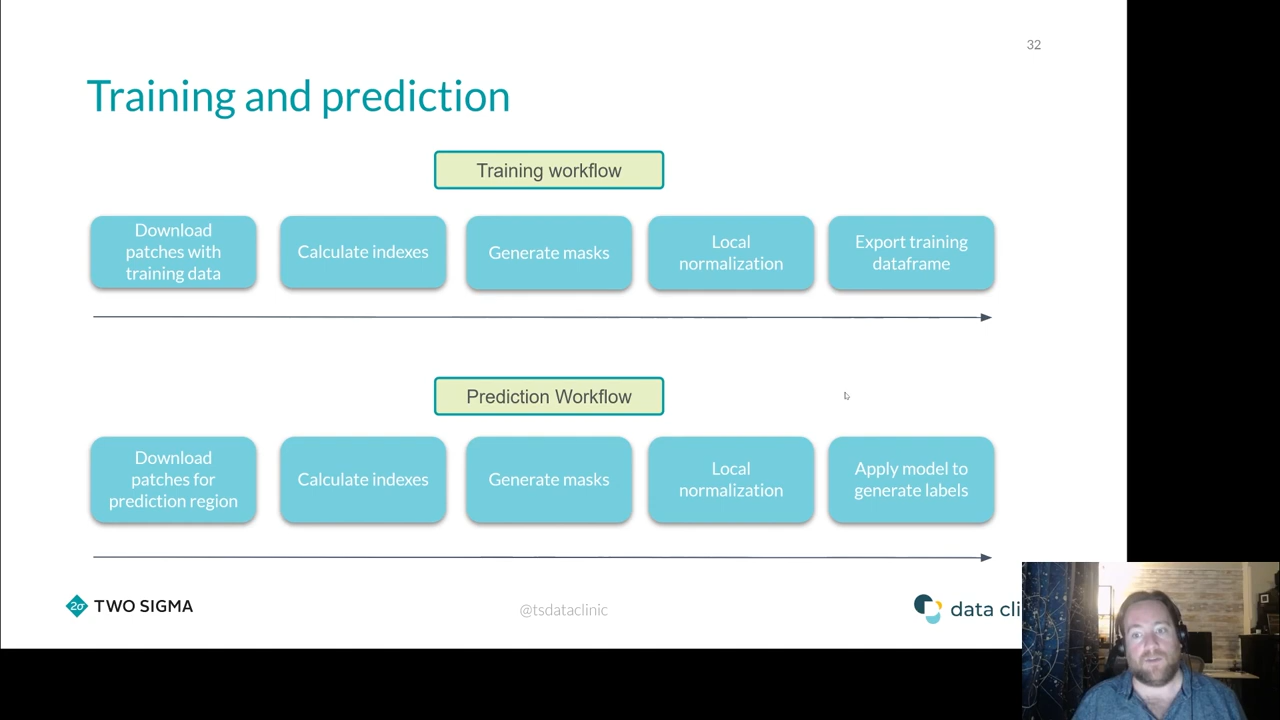 32
Training and prediction
Training workflow
Download
patches with
training data
Calculate indexes
Generate masks
Local
normalization
Export training
dataframe
Prediction Workflow
Download
patches for
prediction region
Calculate indexes
Generate masks
Local
normalization
Apply model to
generate labels
2σ TWO SIGMA
@tsdataclinic
data cli